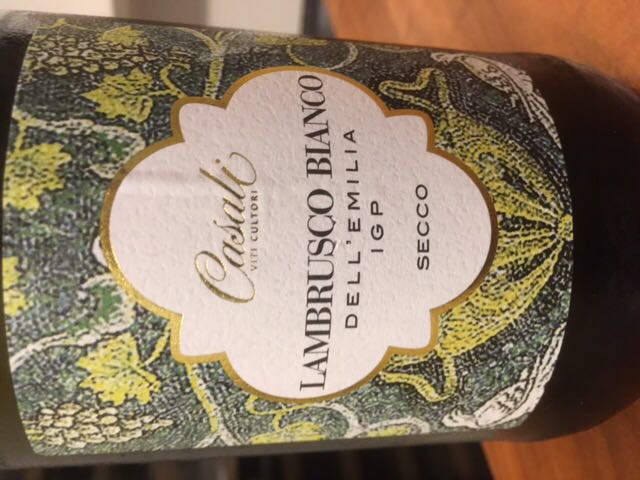 Casali
VITI CULTORI
LAMBRUSCO BIANCO
DELL'EMILIA
IGP
SECCO